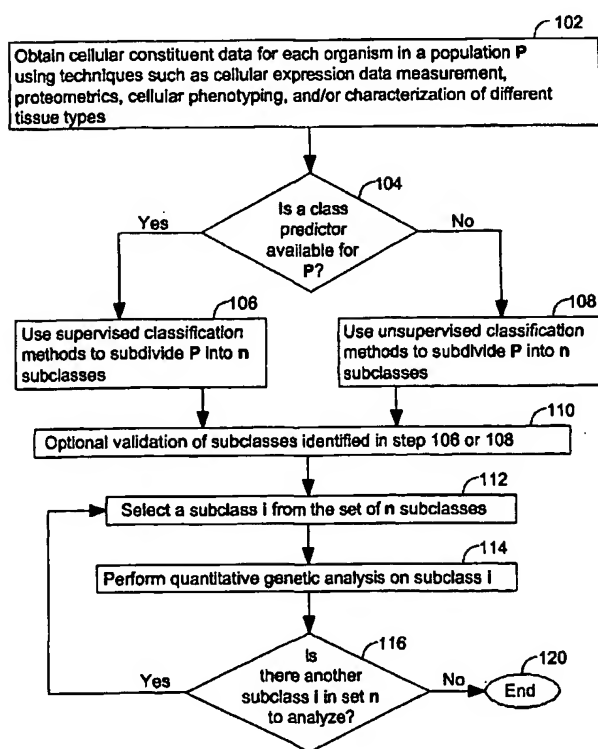 102
Obtain cellular constituent data for each organism in a population P
using techniques such as cellular expression data measurement,
proteometrics, cellular phenotyping, and/or characterization of different
tissue types
104
Is a class
predictor
available for
P?
Yes
No
106
Use supervised classification
methods to subdivide P into n
subclasses
108
Use unsupervised classification
methods to subdivide P into n
subclasses
110
Optional validation of subclasses identified in step 106 or 108
112
Select a subclass i from the set of n subclasses
114
Perform quantitative genetic analysis on subclass i
116
Is
there another
subclass i in set n
to analyze?
Yes
No
120
End